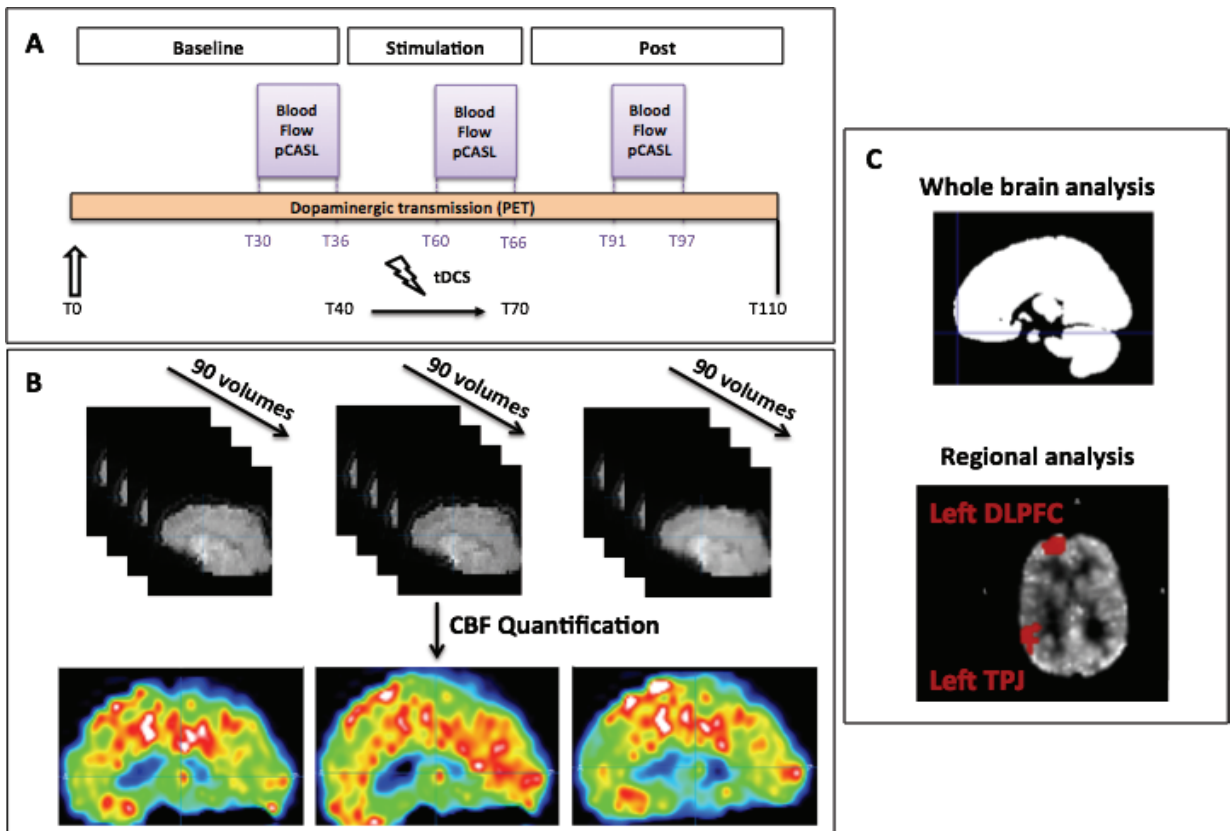 A
Baseline
Stimulation
Post
Blood
Flow
pCASL
Blood
Flow
pCASL
Blood
Flow
pCASL
Dopaminergic transmission (PET)
T30
T36
T60
T66
T91
T97
tDCS
T0
T40
T70
T110
B
90 volumes
90 volumes
90 volumes
CBF Quantification
C
Whole brain analysis
Regional analysis
Left DLPFC
Left TPJ